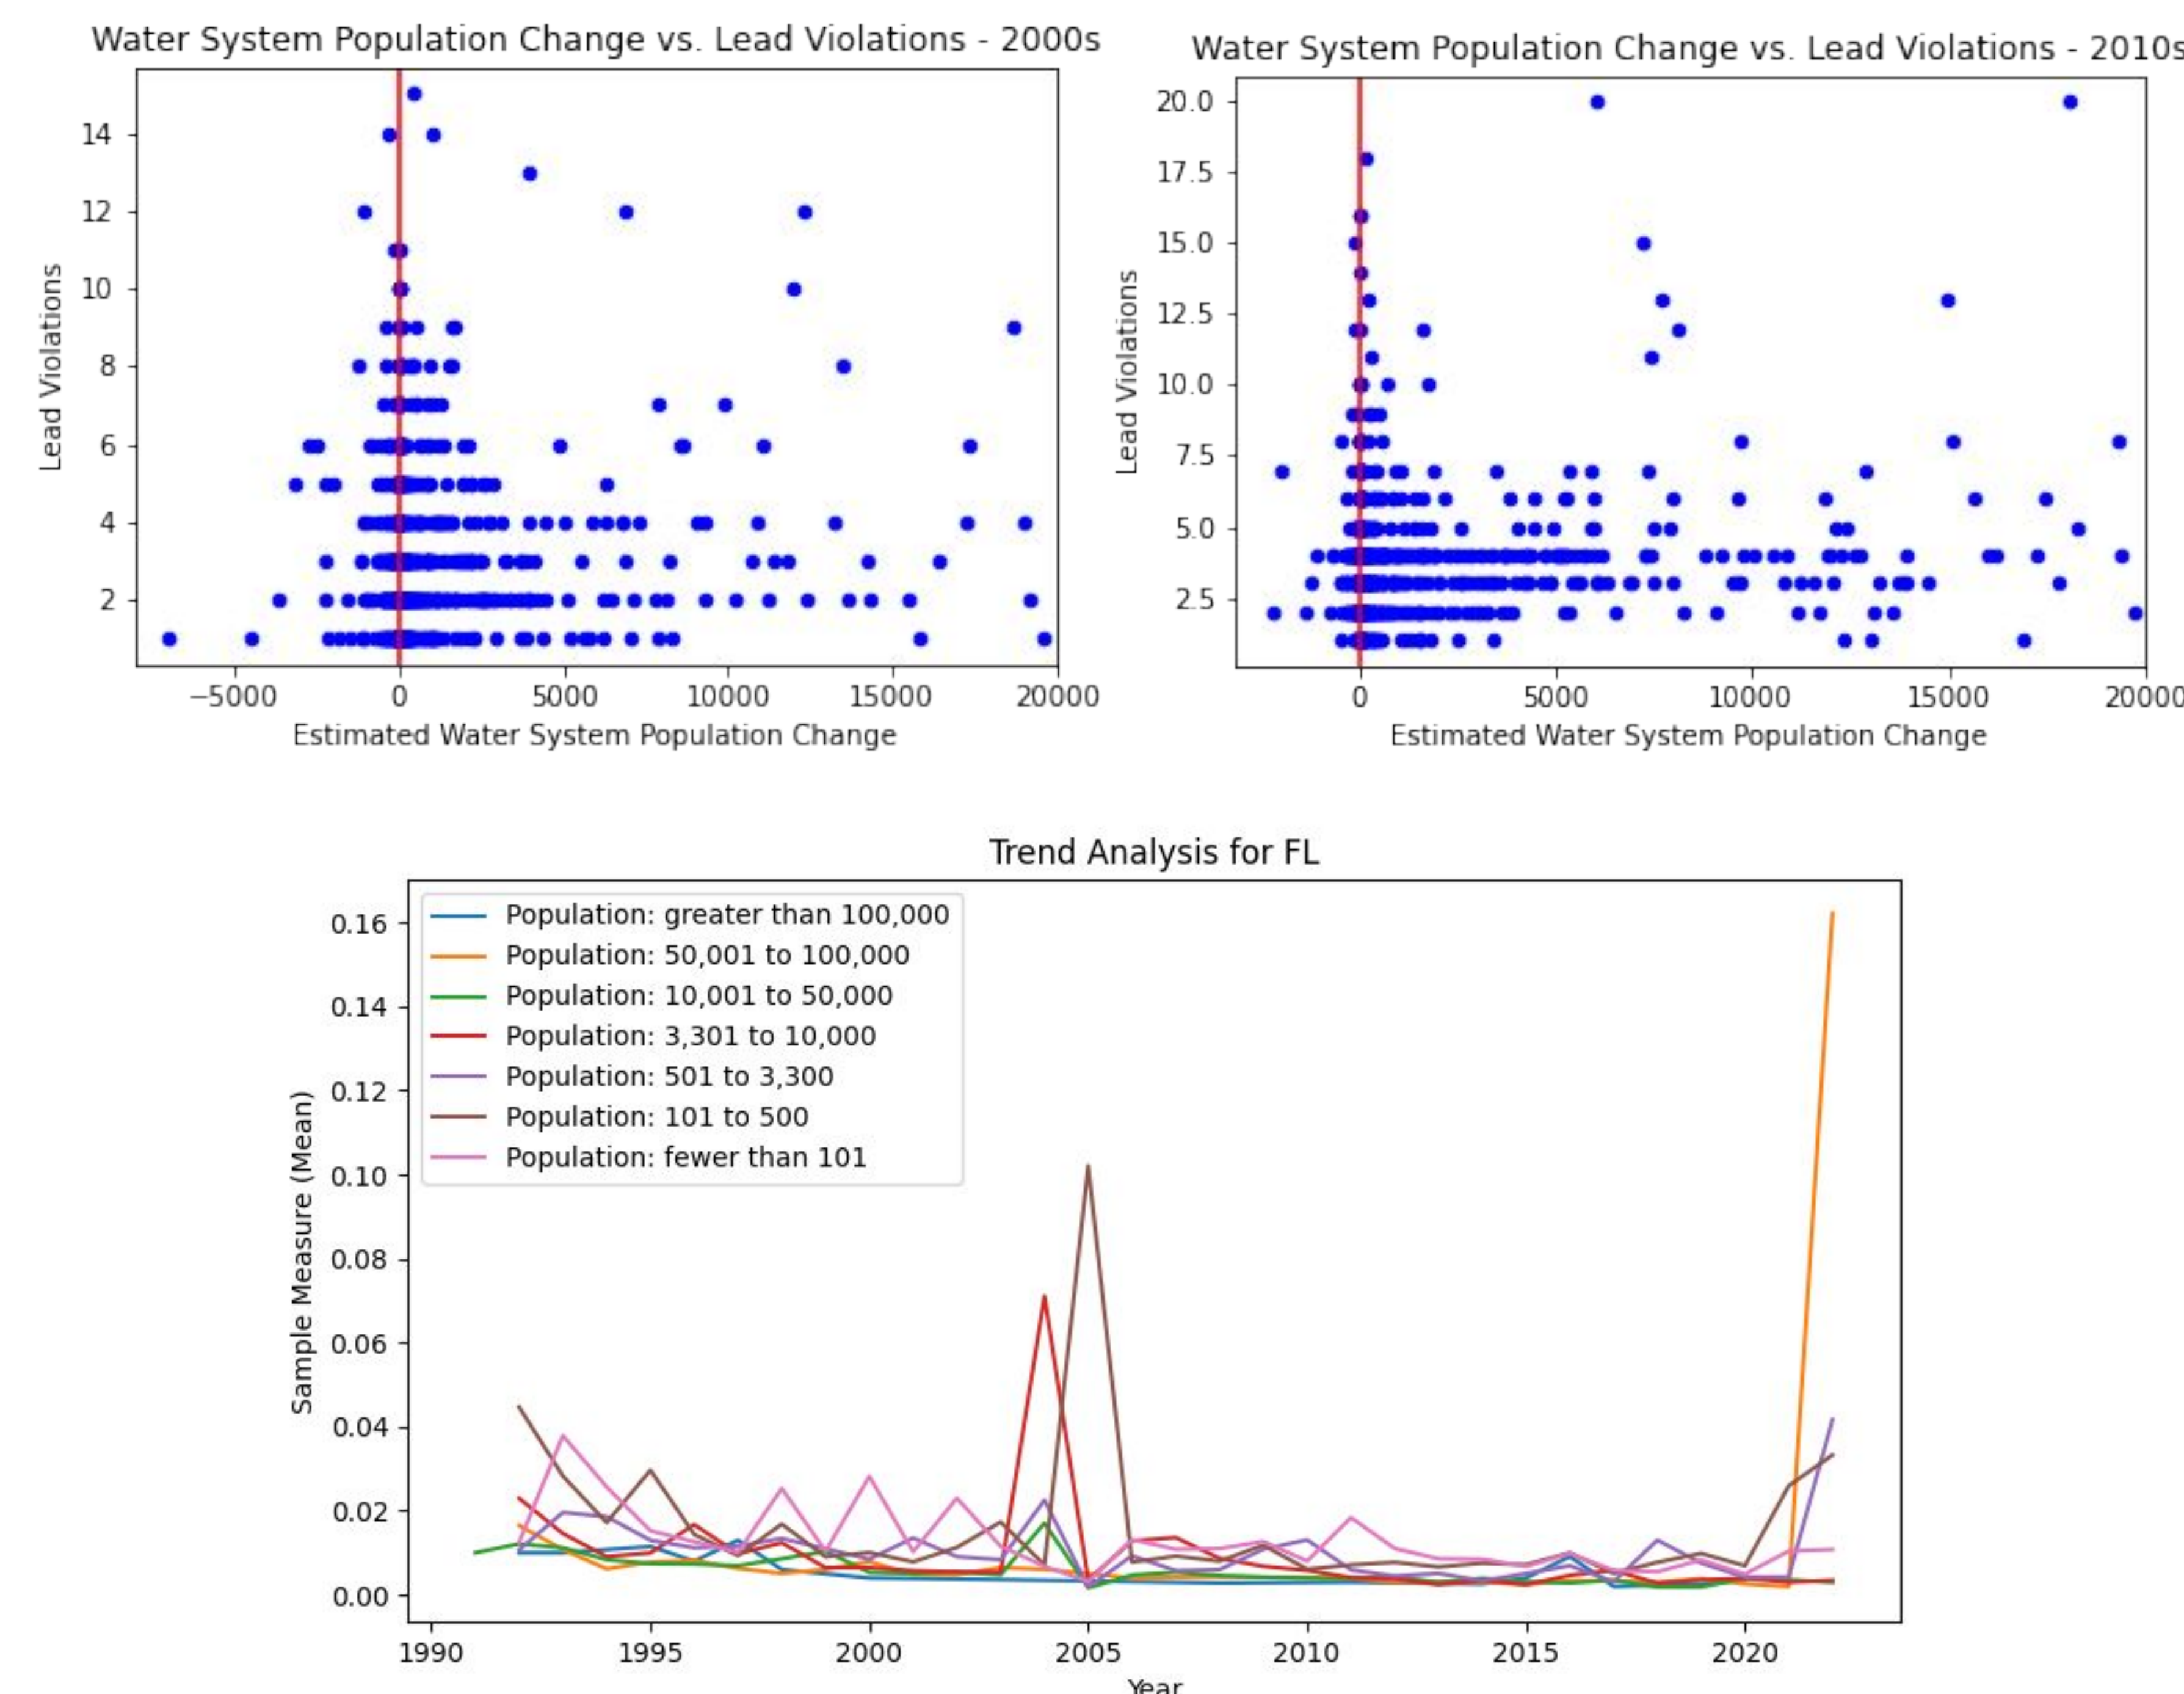 Water System Population Change vs. Lead Violations - 2000s
14
12
10
8
6
4
2
Lead Violations
−5000 0 5000 10000 15000 20000
Estimated Water System Population Change
Water System Population Change vs. Lead Violations - 2010s
20.0
17.5
15.0
12.5
10.0
7.5
5.0
2.5
Lead Violations
0 5000 10000 15000 20000
Estimated Water System Population Change
Trend Analysis for FL
Population: greater than 100,000
Population: 50,001 to 100,000
Population: 10,001 to 50,000
Population: 3,301 to 10,000
Population: 501 to 3,300
Population: 101 to 500
Population: fewer than 101
0.16
0.14
0.12
0.10
0.08
0.06
0.04
0.02
0.00
Sample Measure (Mean)
1990 1995 2000 2005 2010 2015 2020
Year